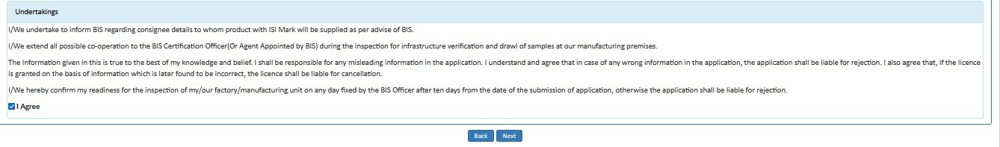 Undertakings
I/We undertake to inform BIS regarding consignee details to whom product with ISI Mark will be supplied as per advise of BIS.
I/We extend all possible co-operation to the BIS Certification Officer(Or Agent Appointed by BIS) during the inspection for infrastructure verification and drawl of samples at our manufacturing premises.
The Information given in this is true to the best of my knowledge and belief. I shall be responsible for any misleading information in the application. I understand and agree that in case of any wrong information in the application, the application shall be liable for rejection. I also agree that, if the licence
is granted on the basis of information which is later found to be incorrect, the licence shall be liable for cancellation.
I/We hereby confirm my readiness for the inspection of my/our factory/manufacturing unit on any day fixed by the BIS Officer after ten days from the date of the submission of application, otherwise the application shall be liable for rejection.
I Agree
Back Next